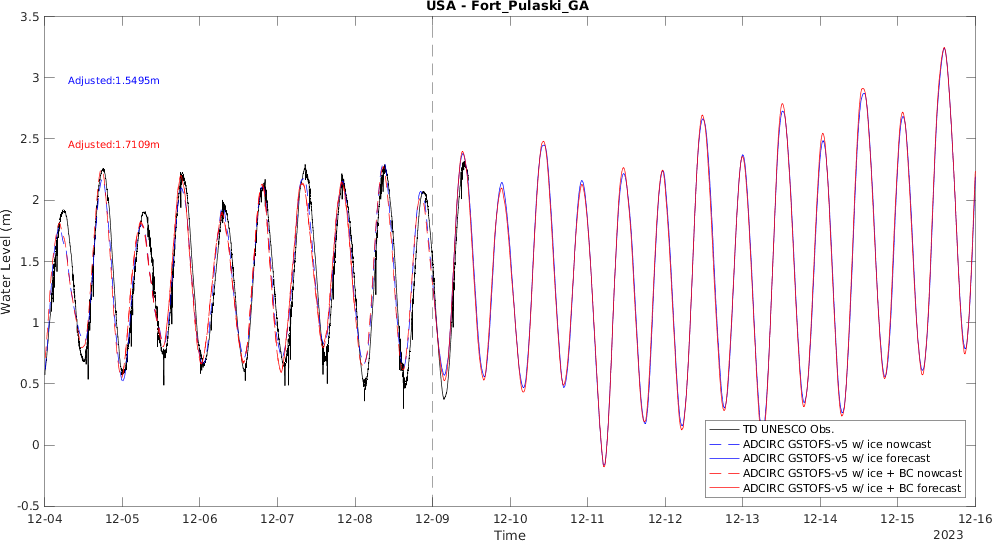 USA - Fort_Pulaski_GA
3.5
3
2.5
2
1.5
1
0.5
0
-0.5
Water Level (m)
Adjusted:1.5495m
Adjusted:1.7109m
TD UNESCO Obs.
ADCIRC GSTOFS-v5 w/ ice nowcast
ADCIRC GSTOFS-v5 w/ ice forecast
ADCIRC GSTOFS-v5 w/ ice + BC nowcast
ADCIRC GSTOFS-v5 w/ ice + BC forecast
12-04 12-05 12-06 12-07 12-08 12-09 12-10 12-11 12-12 12-13 12-14 12-15 12-16
Time
2023